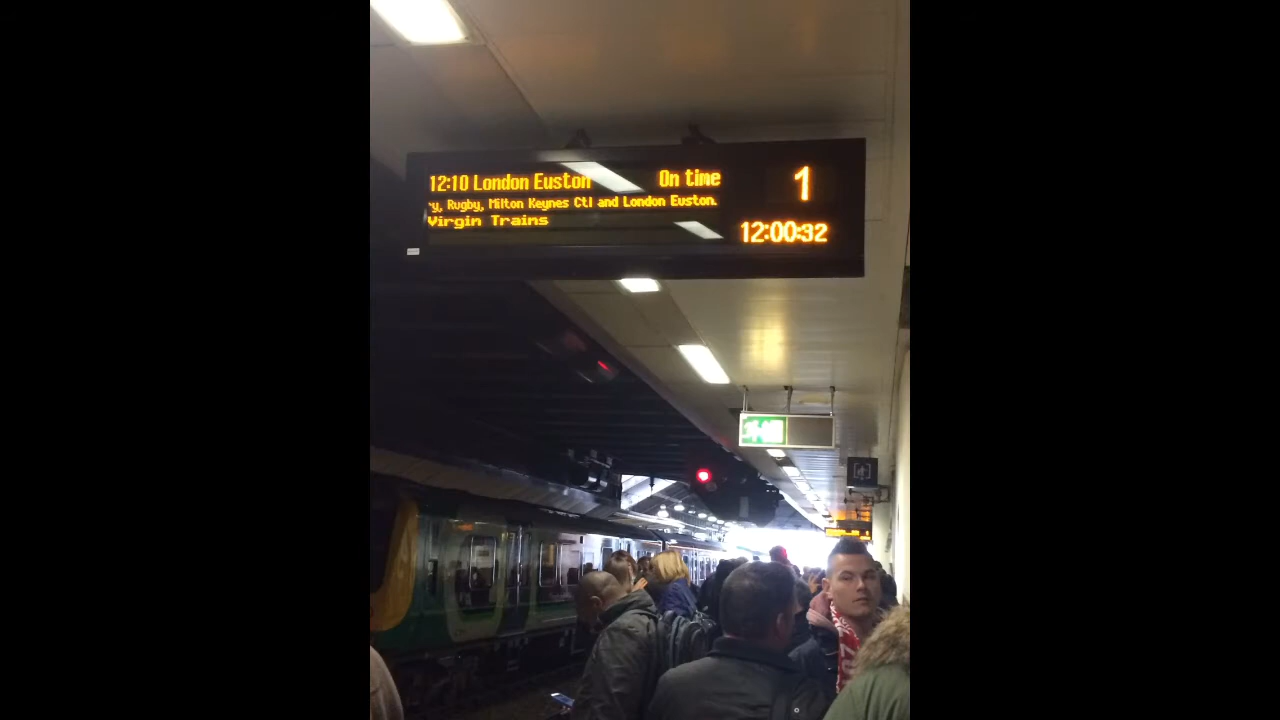 12:10 London Euston On time 1
y, Rugby, Milton Keynes Ctl and London Euston.
Virgin Trains
12:00:32